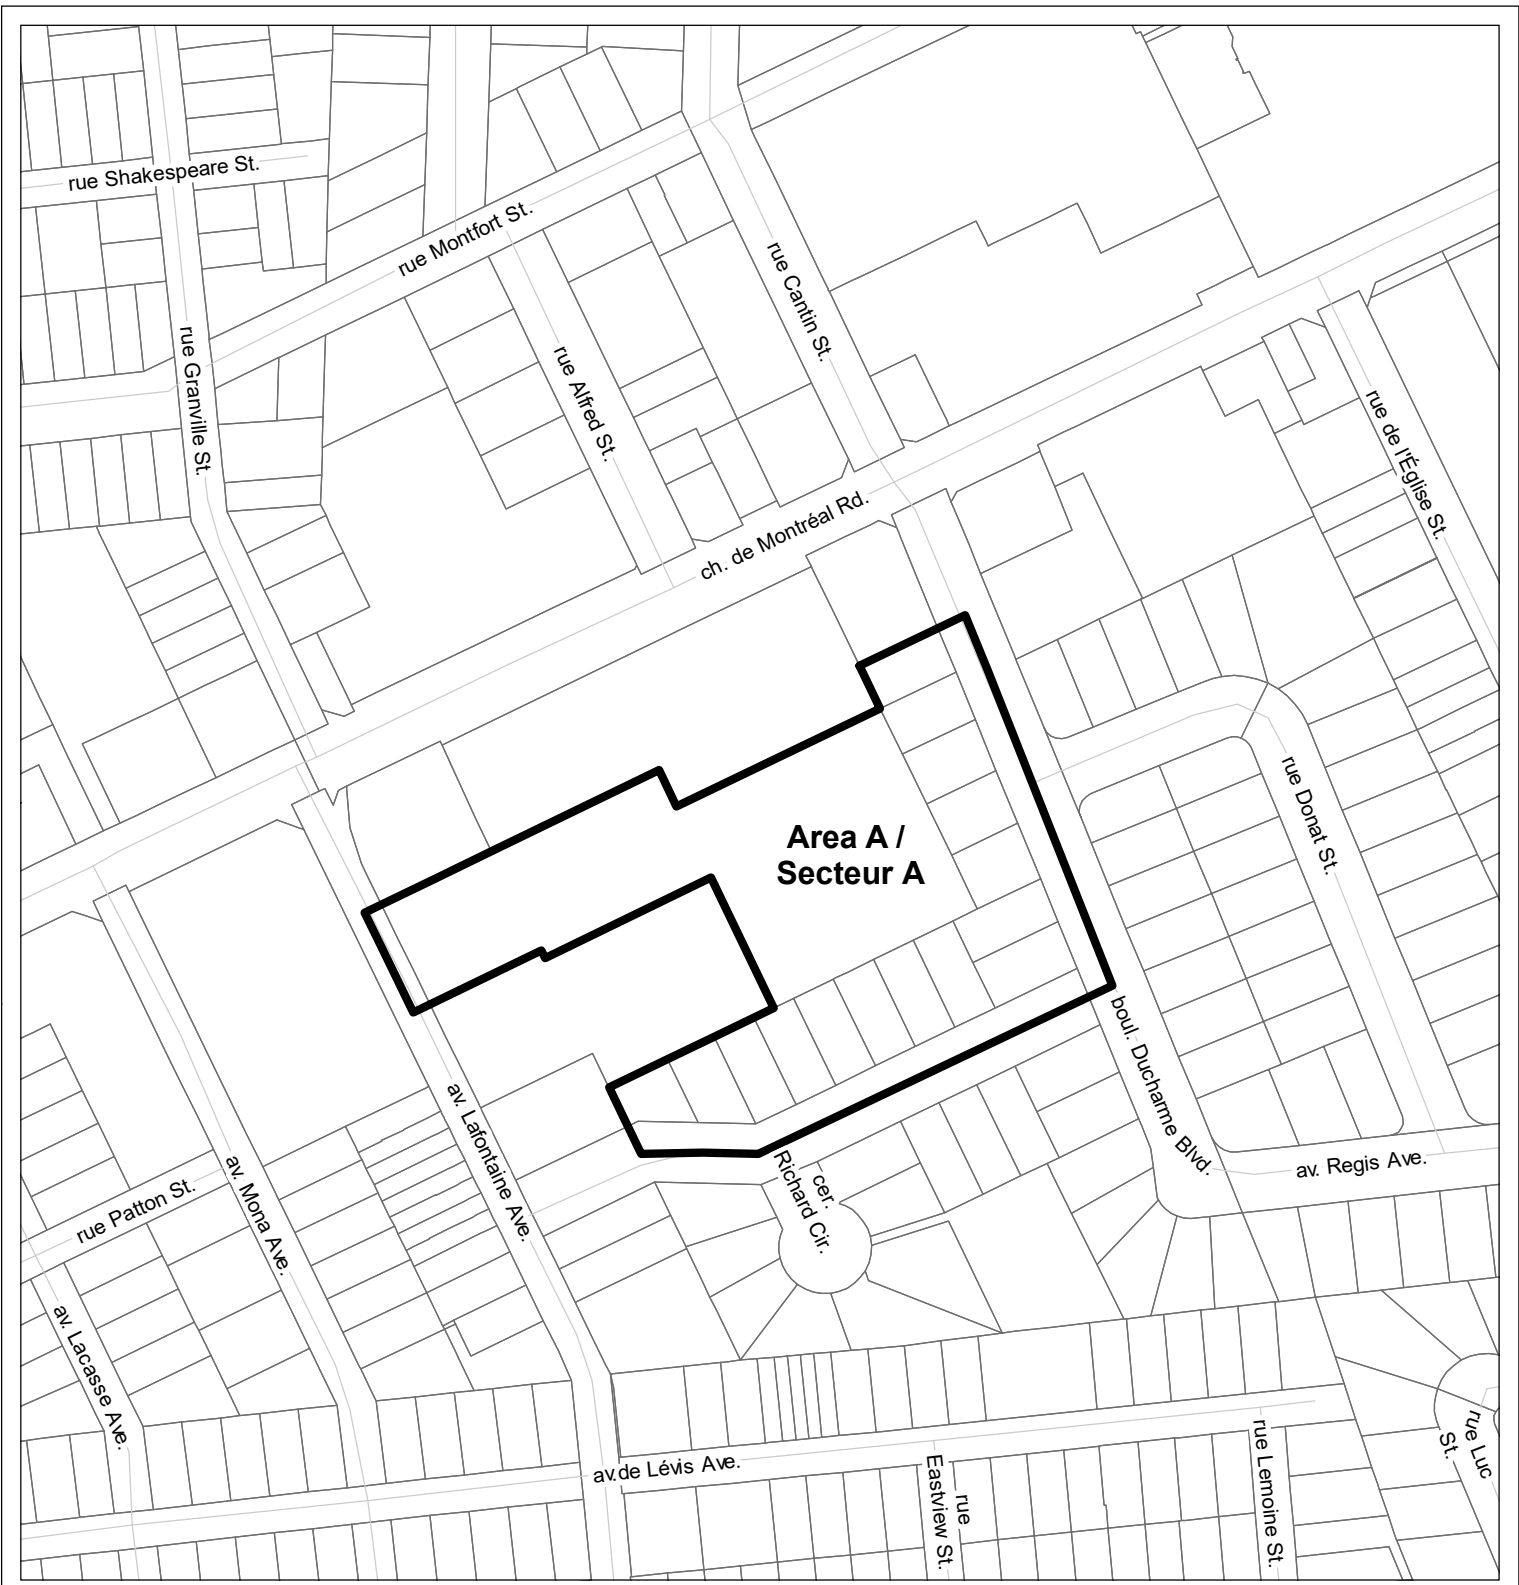 rue Shakespeare St.
rue Montfort St.
rue Cantin St.
rue Granville St.
rue Alfred St.
rue de l'Église St.
ch. de Montréal Rd.
Area A /
Secteur A
rue Donat St.
boul. Ducharme Blvd.
av. Lafontaine Ave.
av. Mona Ave.
rue Patton St.
cer.
Richard Cir.
av. Regis Ave.
av. Lacasse Ave.
av.de Lévis Ave.
rue
Eastview St.
rue Lemoine St.
rue Luc
St.